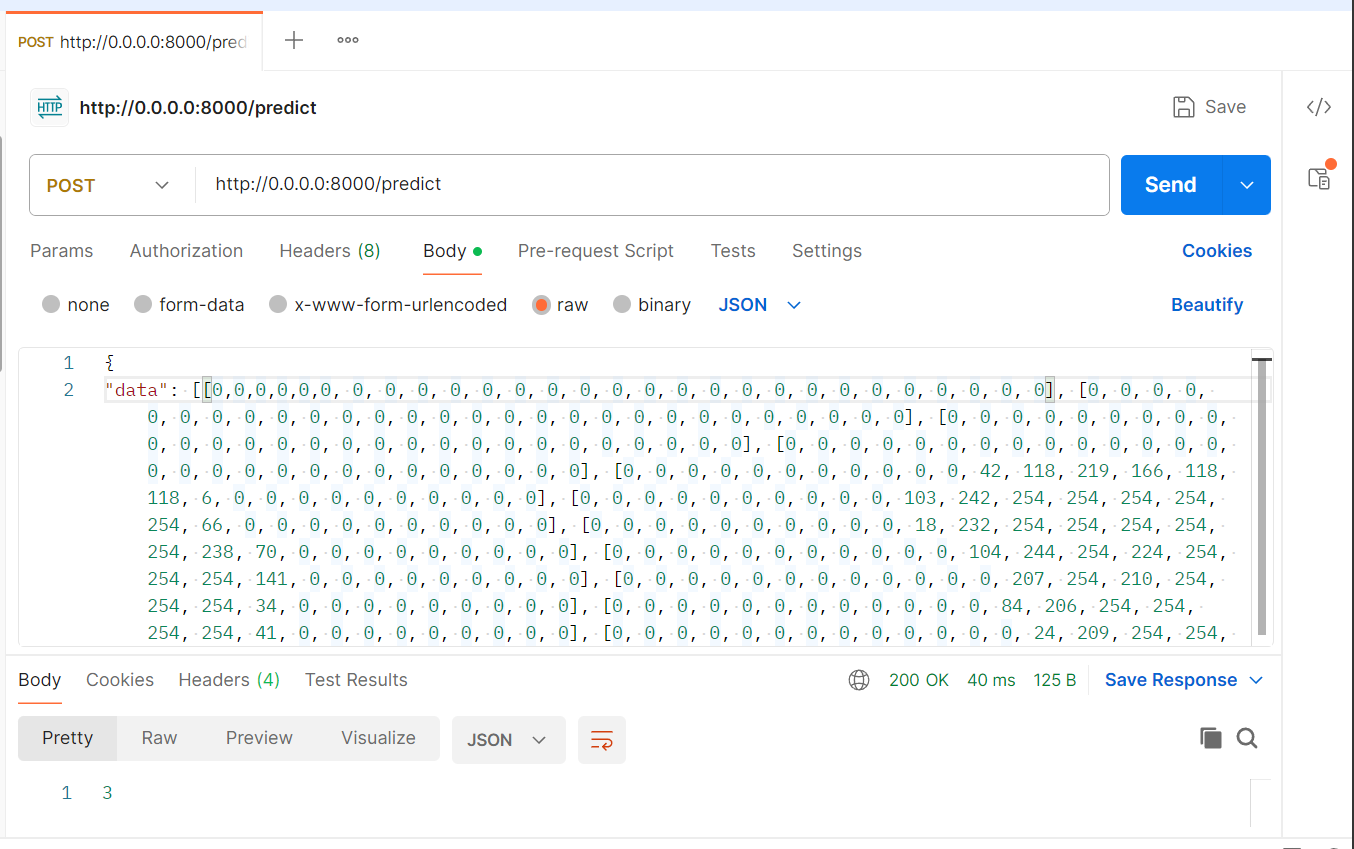 POST http://0.0.0.0:8000/pred
HTTP http://0.0.0.0:8000/predict
Save
POST
http://0.0.0.0:8000/predict
Send
Params
Authorization
Headers (8)
Body
Pre-request Script
Tests
Settings
Cookies
none
form-data
x-www-form-urlencoded
raw
binary
JSON
Beautify
1 {
2 "data": [[0,0,0,0,0,0, 0, 0, 0, 0, 0, 0, 0, 0, 0, 0, 0, 0, 0, 0, 0, 0, 0, 0, 0, 0, 0, 0], [0, 0, 0, 0,
0, 0, 0, 0, 0, 0, 0, 0, 0, 0, 0, 0, 0, 0, 0, 0, 0, 0, 0, 0, 0, 0, 0, 0], [0, 0, 0, 0, 0, 0, 0, 0, 0,
0, 0, 0, 0, 0, 0, 0, 0, 0, 0, 0, 0, 0, 0, 0, 0, 0, 0, 0], [0, 0, 0, 0, 0, 0, 0, 0, 0, 0, 0, 0, 0, 0,
0, 0, 0, 0, 0, 0, 0, 0, 0, 0, 0, 0, 0, 0], [0, 0, 0, 0, 0, 0, 0, 0, 0, 0, 0, 42, 118, 219, 166, 118,
118, 6, 0, 0, 0, 0, 0, 0, 0, 0, 0, 0], [0, 0, 0, 0, 0, 0, 0, 0, 0, 0, 103, 242, 254, 254, 254, 254,
254, 66, 0, 0, 0, 0, 0, 0, 0, 0, 0, 0], [0, 0, 0, 0, 0, 0, 0, 0, 0, 0, 18, 232, 254, 254, 254, 254,
254, 238, 70, 0, 0, 0, 0, 0, 0, 0, 0, 0], [0, 0, 0, 0, 0, 0, 0, 0, 0, 0, 0, 104, 244, 254, 224, 254,
254, 254, 141, 0, 0, 0, 0, 0, 0, 0, 0, 0], [0, 0, 0, 0, 0, 0, 0, 0, 0, 0, 0, 0, 207, 254, 210, 254,
254, 254, 34, 0, 0, 0, 0, 0, 0, 0, 0, 0], [0, 0, 0, 0, 0, 0, 0, 0, 0, 0, 0, 0, 84, 206, 254, 254,
254, 254, 41, 0, 0, 0, 0, 0, 0, 0, 0, 0], [0, 0, 0, 0, 0, 0, 0, 0, 0, 0, 0, 0, 0, 24, 209, 254, 254,
Body
Cookies
Headers (4)
Test Results
200 OK
40 ms
125 B
Save Response
Pretty
Raw
Preview
Visualize
JSON
1 3